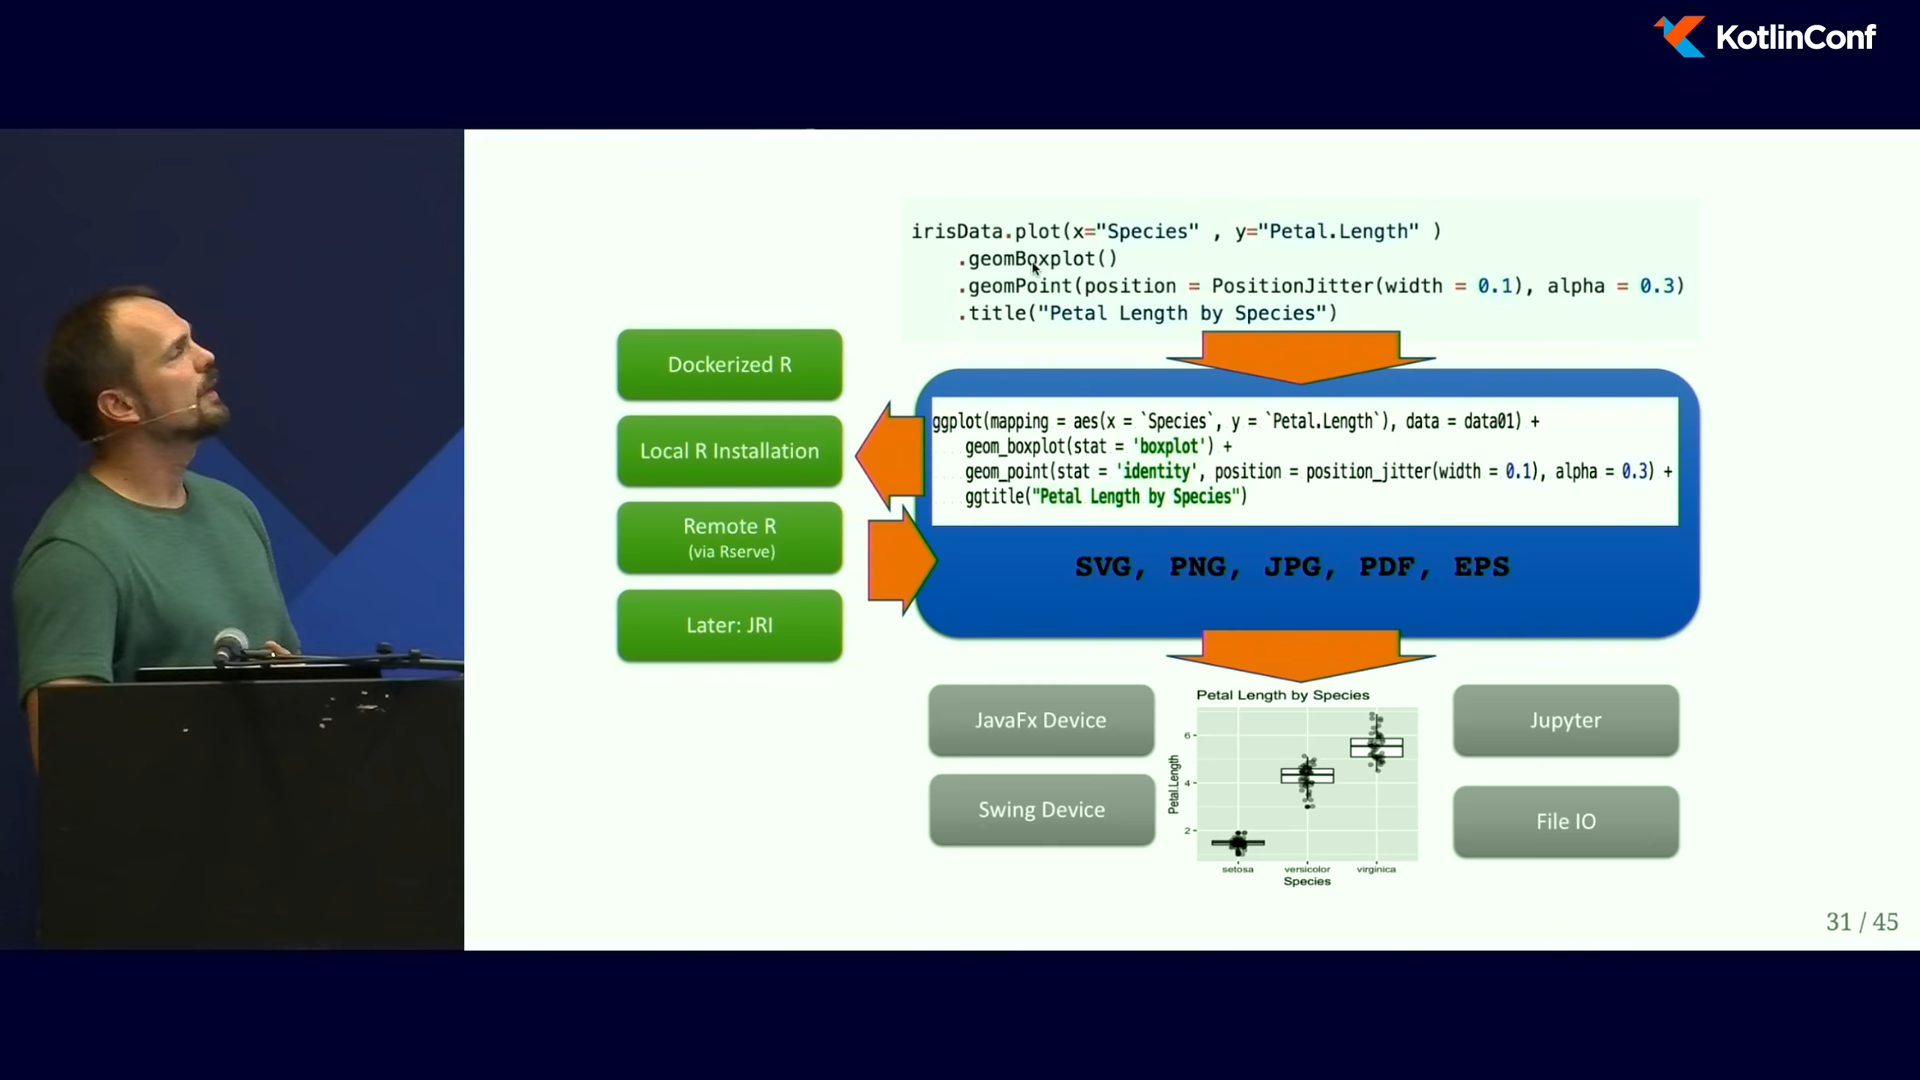 KotlinConf
irisData.plot(x="Species" , y="Petal.Length" )
.geomBoxplot()
.geomPoint(position = PositionJitter(width = 0.1), alpha = 0.3)
.title("Petal Length by Species")
Dockerized R
Local R Installation
Remote R
(via Rserve)
Later: JRI
ggplot(mapping = aes(x = `Species`, y = `Petal.Length`), data = data01) +
geom_boxplot(stat = 'boxplot') +
geom_point(stat = 'identity', position = position_jitter(width = 0.1), alpha = 0.3) +
ggtitle("Petal Length by Species")
SVG, PNG, JPG, PDF, EPS
JavaFx Device
Swing Device
Petal Length by Species
Petal.Length
6
4
2
setosa
versicolor
virginica
Species
Jupyter
File IO
31 / 45